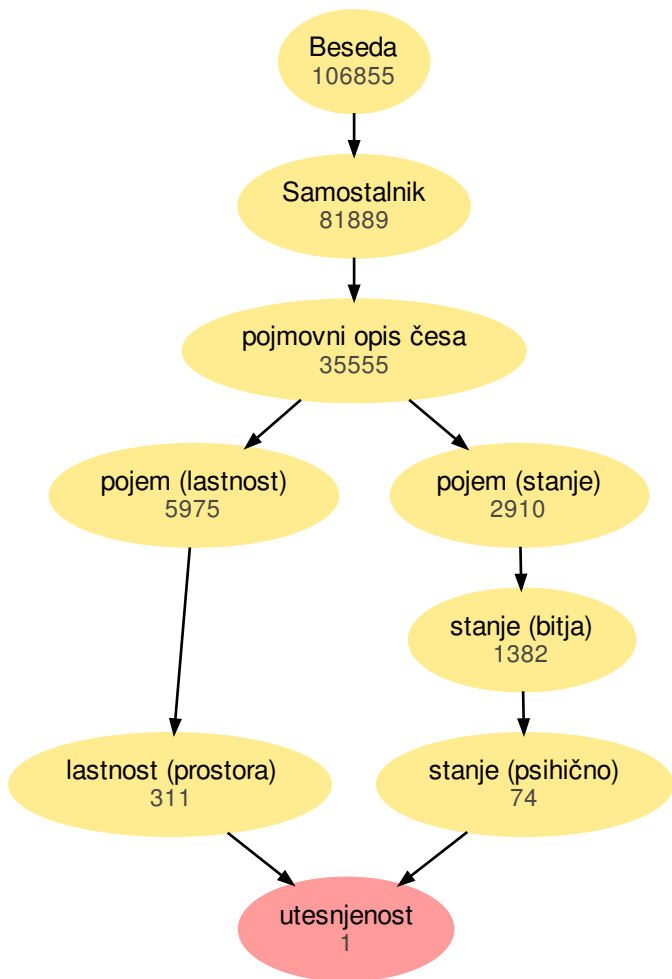 Beseda
106855
Samostalnik
81889
pojmovni opis česa
35555
pojem (lastnost)
5975
pojem (stanje)
2910
stanje (bitja)
1382
lastnost (prostora)
311
stanje (psihično)
74
utesnjenost
1